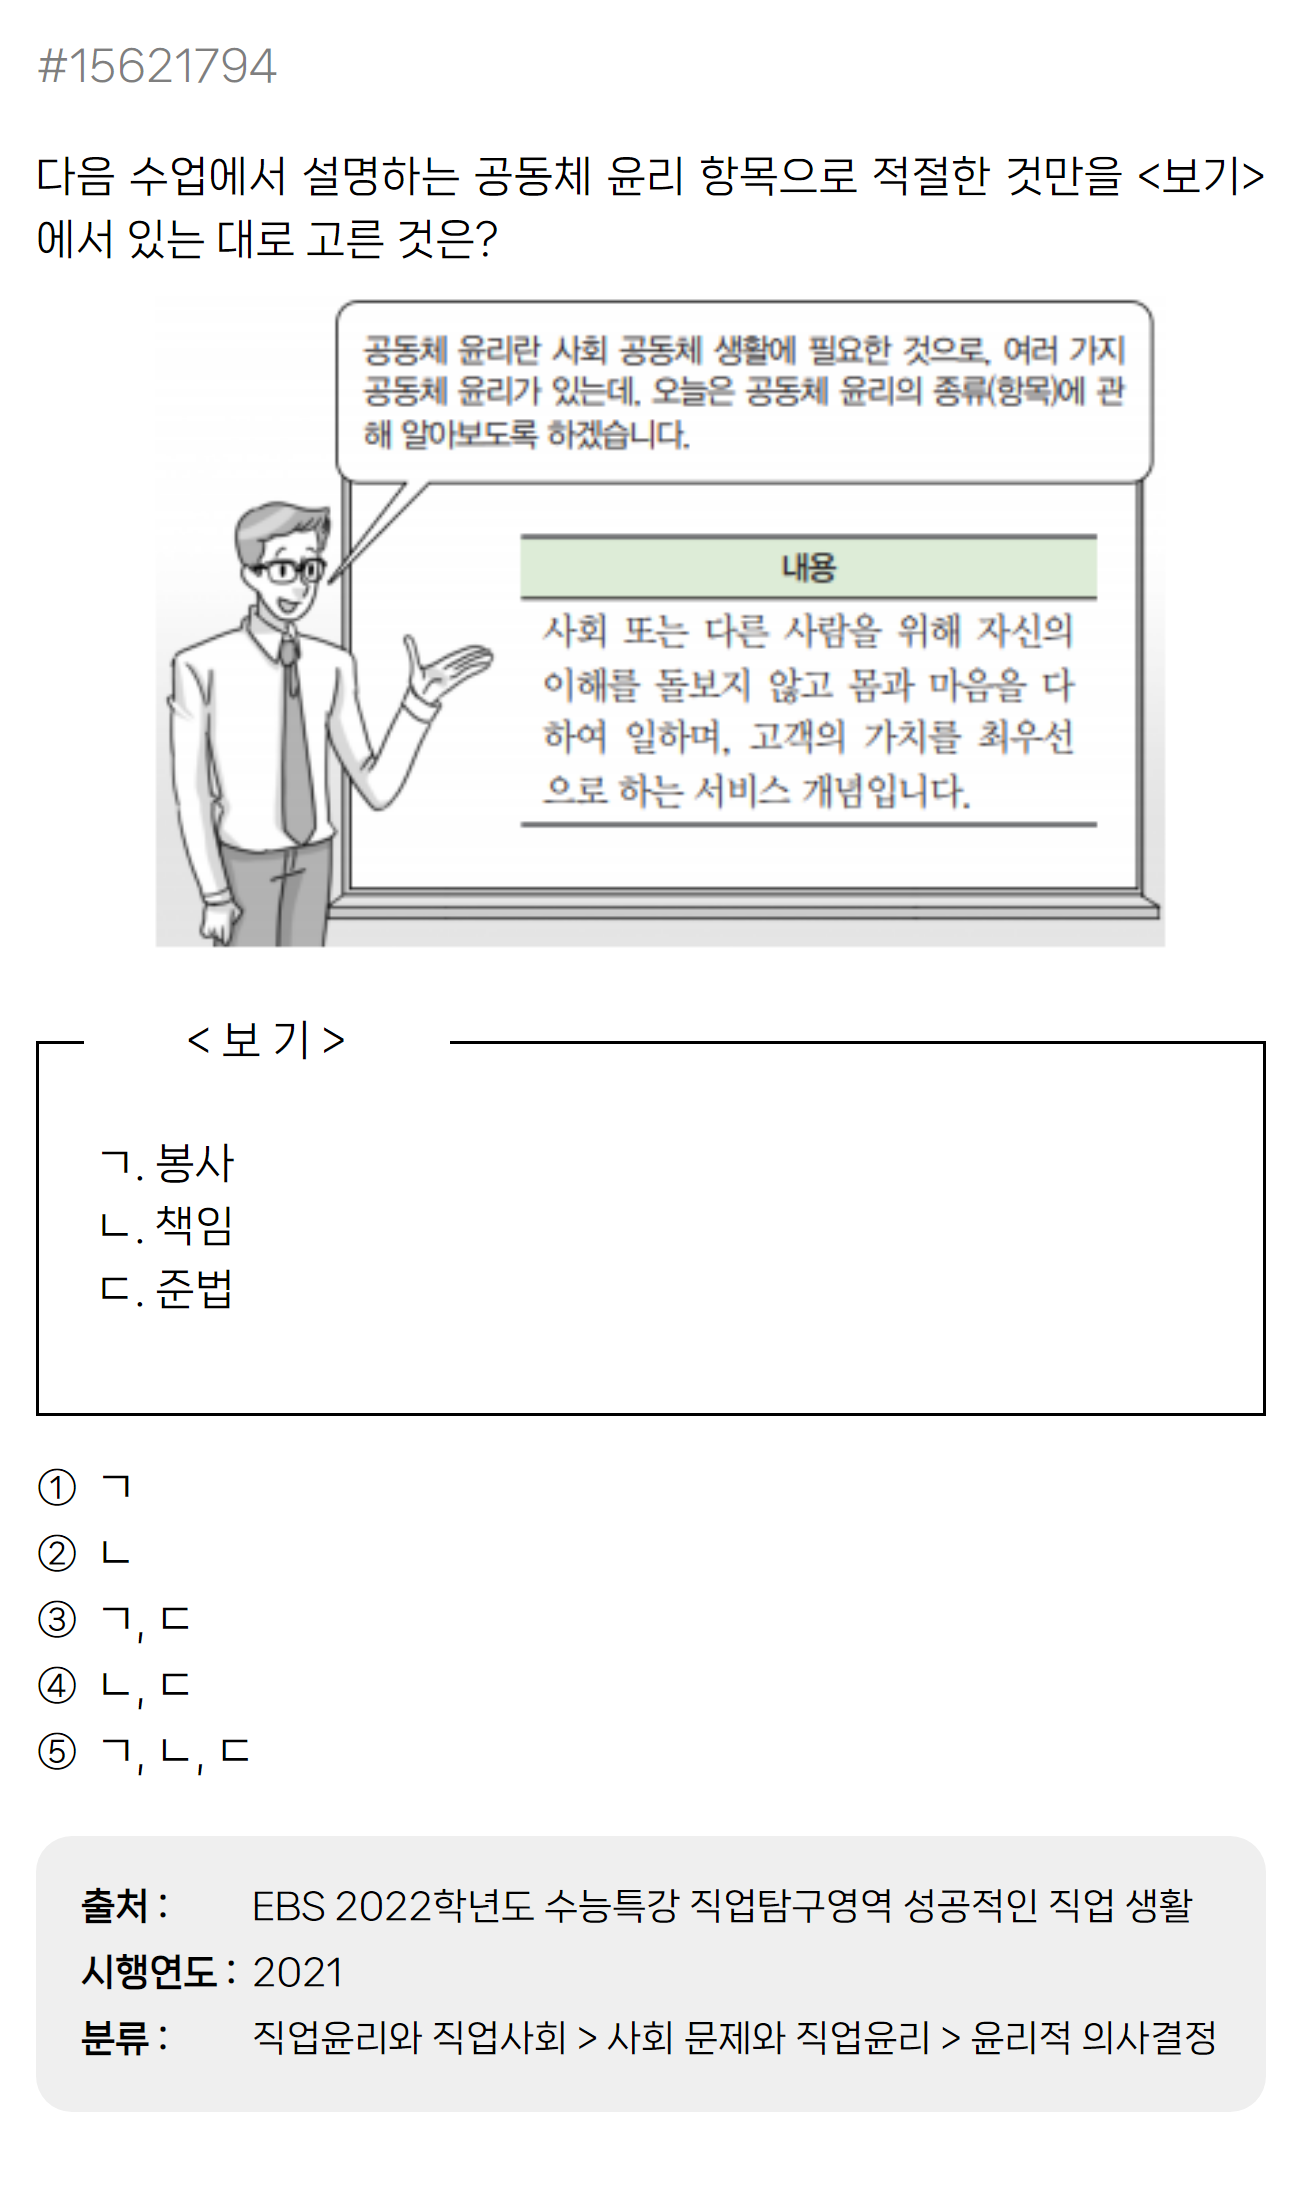 #15621794
다음 수업에서 설명하는 공동체 윤리 항목으로 적절한 것만을 <보기>
에서 있는 대로 고른 것은?
공동체 윤리란 사회 공동체 생활에 필요한 것으로, 여러 가지
공동체 윤리가 있는데, 오늘은 공동체 윤리의 종류(항목)에 관
해 알아보도록 하겠습니다.
내용
사회 또는 다른 사람을 위해 자신의
이해를 돌보지 않고 몸과 마음을 다
하여 일하며, 고객의 가치를 최우선
으로 하는 서비스 개념입니다.
< 보 기 >
ㄱ. 봉사
ㄴ. 책임
ㄷ. 준법
① ㄱ
② ㄴ
③ ㄱ, ㄷ
④ ㄴ, ㄷ
⑤ ㄱ, ㄴ, ㄷ
출처 : EBS 2022학년도 수능특강 직업탐구영역 성공적인 직업 생활
시행연도 : 2021
분류 : 직업윤리와 직업사회 > 사회 문제와 직업윤리 > 윤리적 의사결정